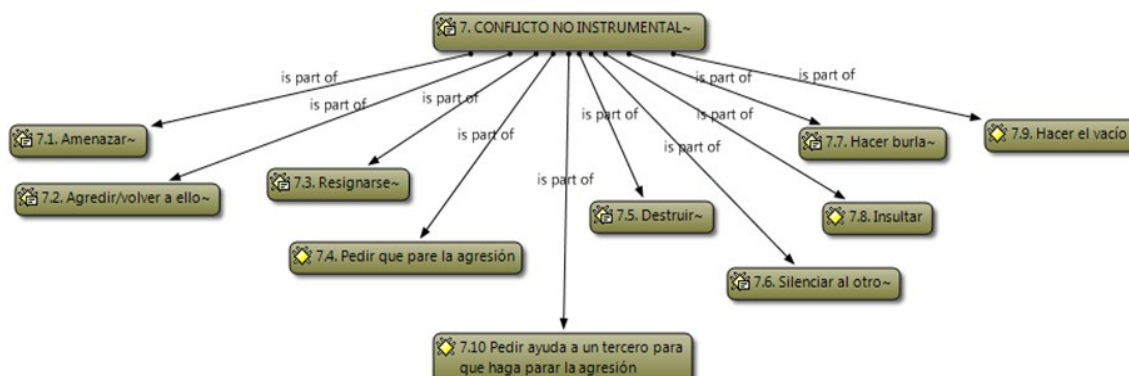 7. CONFLICTO NO INSTRUMENTAL~
is part of
is part of
is part of
is part of
is part of
is part of
is part of
is part of
is part of
is part of
7.1. Amenazar~
7.2. Agredir/volver a ello~
7.3. Resignarse~
7.4. Pedir que pare la agresión
7.5. Destruir~
7.6. Silenciar al otro~
7.7. Hacer burla~
7.8. Insultar
7.9. Hacer el vacío
7.10 Pedir ayuda a un tercero para
que haga parar la agresión